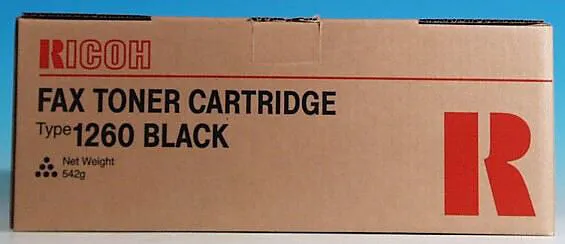 RICOH
FAX TONER CARTRIDGE
Type 1260 BLACK
Net Weight
542g
R